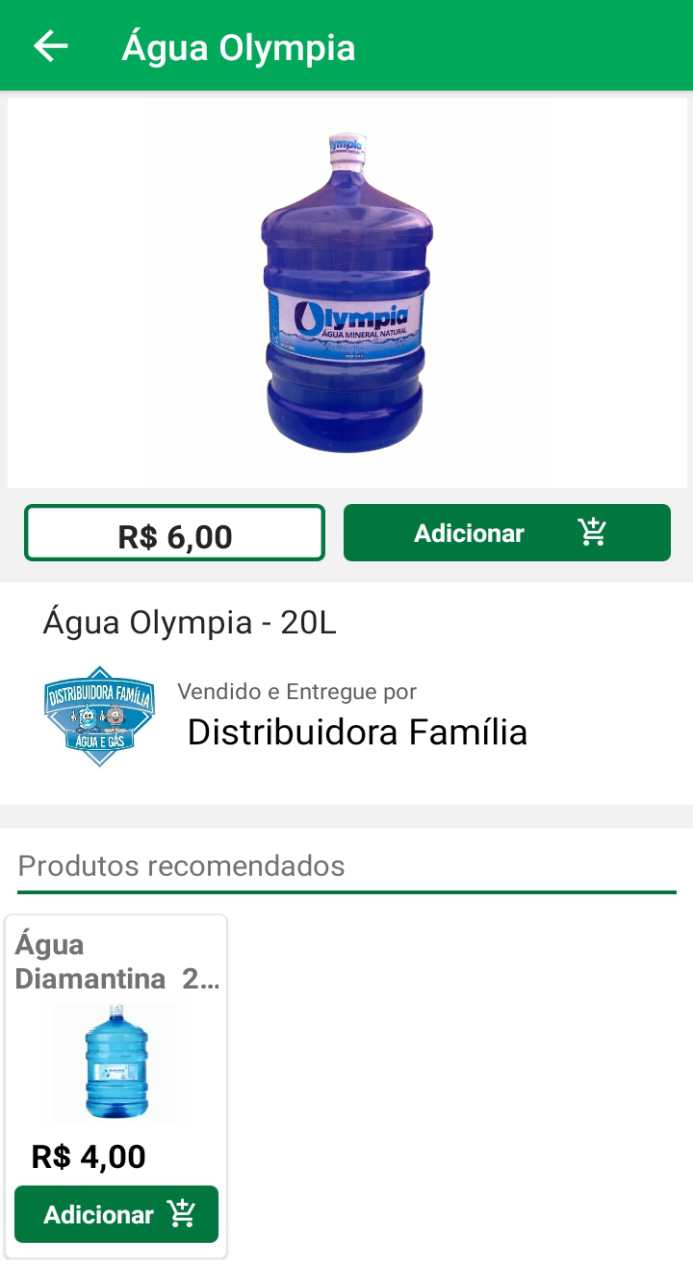 Água Olympia
lympia
Olympia
ÁGUA MINERAL NATURAL
R$ 6,00
Adicionar
Água Olympia - 20L
DISTRIBUIDORA FAMÍLIA
ÁGUA E GÁS
Vendido e Entregue por
Distribuidora Família
Produtos recomendados
Água
Diamantina 2...
R$ 4,00
Adicionar